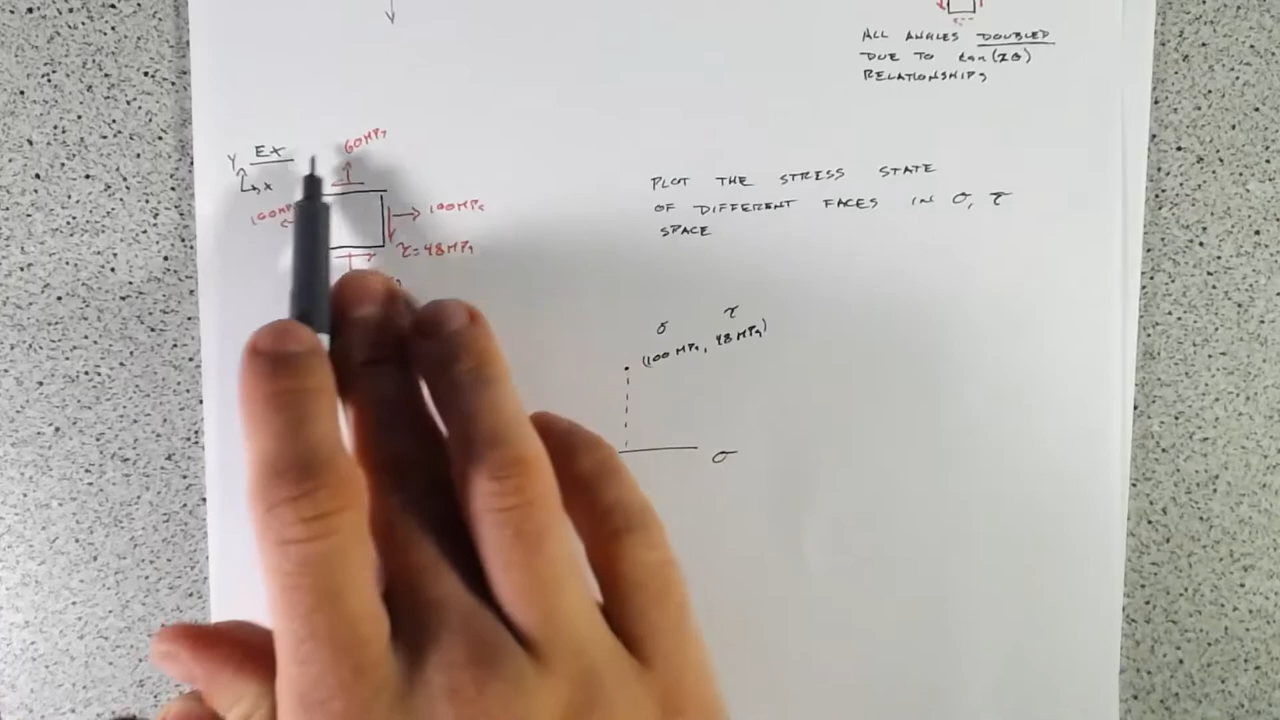 ALL ANGLES DOUBLED
DUE TO tan(2θ)
RELATIONSHIPS
Y Ex
x
60MPa
100MPa
100MPa
τ=48MPa
PLOT THE STRESS STATE
OF DIFFERENT FACES IN σ, τ
SPACE
σ τ
(100 MPa, 48 MPa)
σ